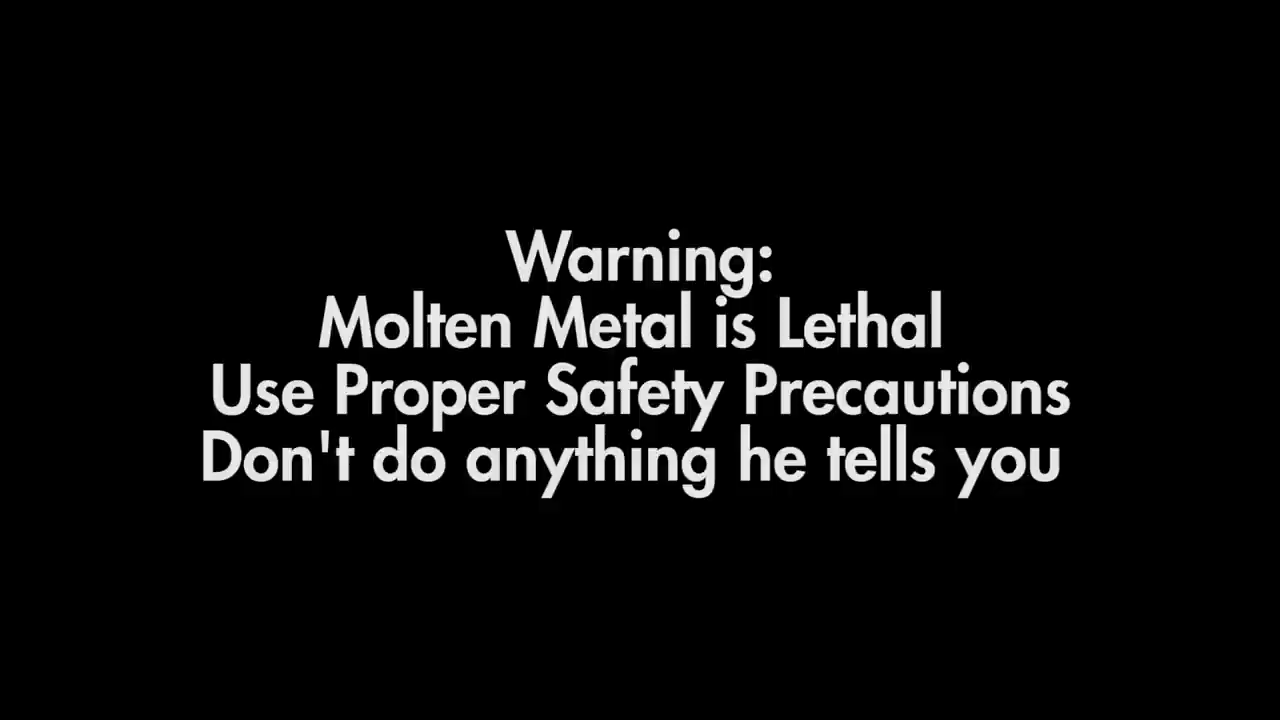 Warning:
Molten Metal is Lethal
Use Proper Safety Precautions
Don't do anything he tells you